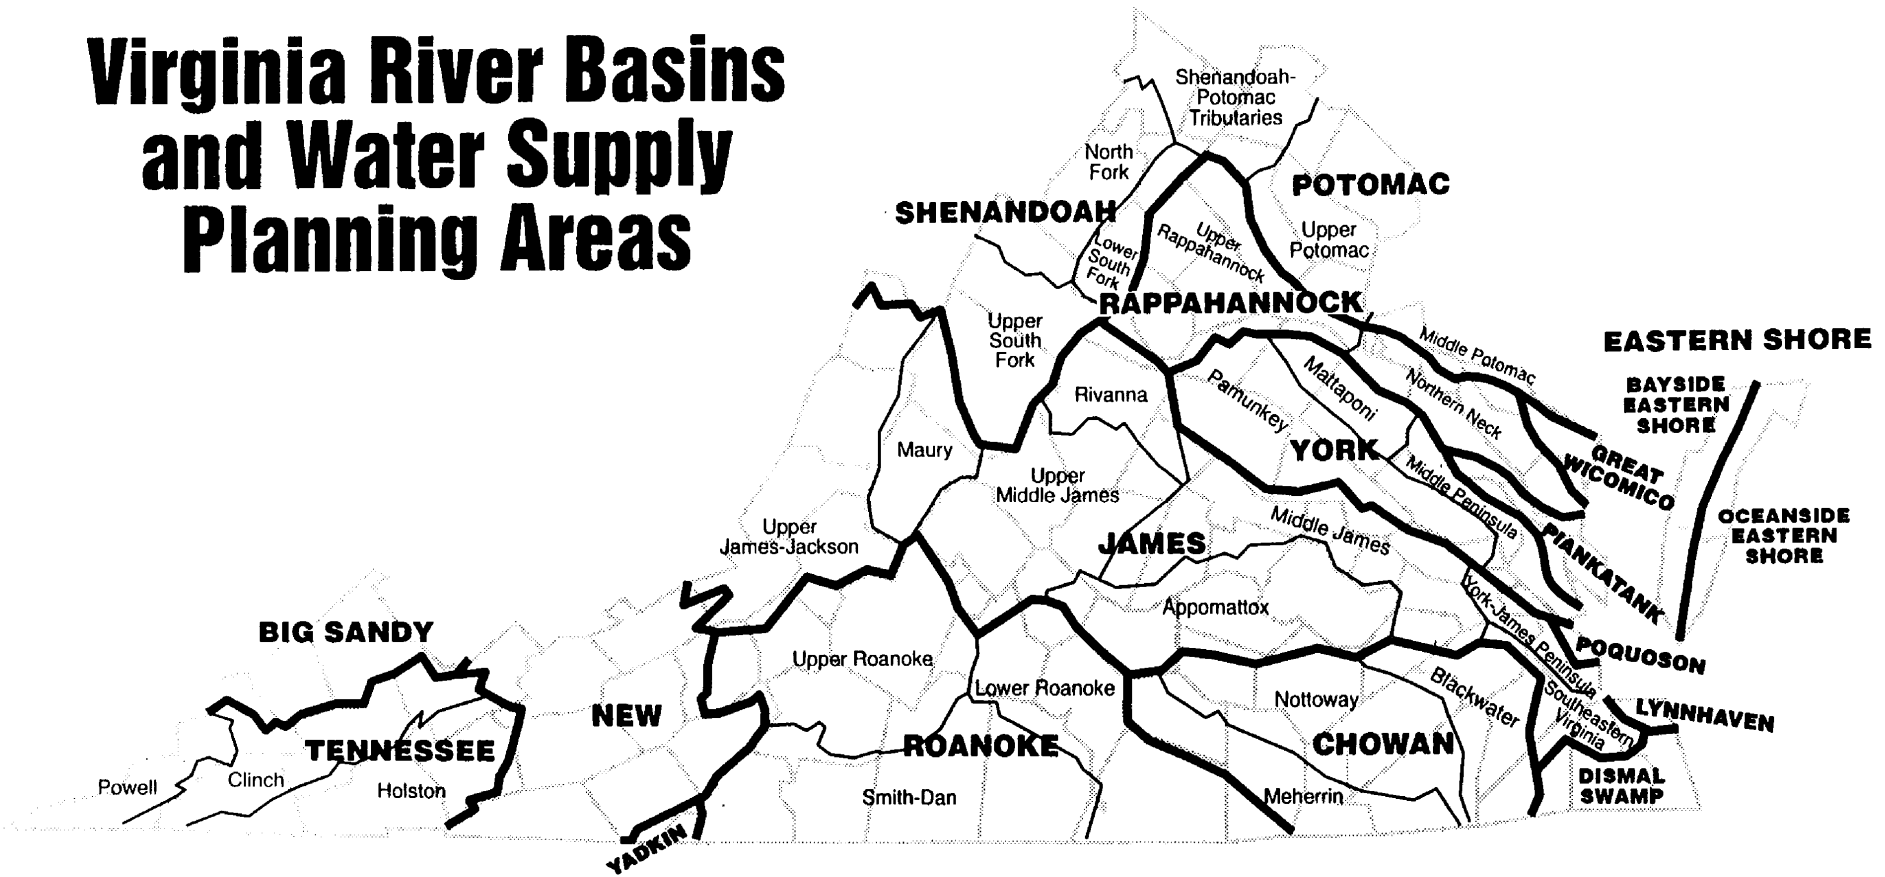 Virginia River Basins
and Water Supply
Planning Areas
Shenandoah-
Potomac
Tributaries
North
Fork
POTOMAC
SHENANDOAH
Lower
South
Fork
Upper
Rappahannock
Upper
Potomac
RAPPAHANNOCK
Upper
South
Fork
Middle Potomac
EASTERN SHORE
BAYSIDE
EASTERN
SHORE
Rivanna
Pamunkey
Mattaponi
Northern Neck
Maury
YORK
GREAT
WICOMICO
Upper
Middle James
Middle Peninsula
OCEANSIDE
EASTERN
SHORE
Upper
James-Jackson
JAMES
Middle James
PIANKATANK
Appomattox
York-James Peninsula
BIG SANDY
POQUOSON
Upper Roanoke
Lower Roanoke
Nottoway
Blackwater
Southeastern
Virginia
LYNNHAVEN
NEW
TENNESSEE
ROANOKE
CHOWAN
Powell
Clinch
Holston
Smith-Dan
Meherrin
DISMAL
SWAMP
YADKIN